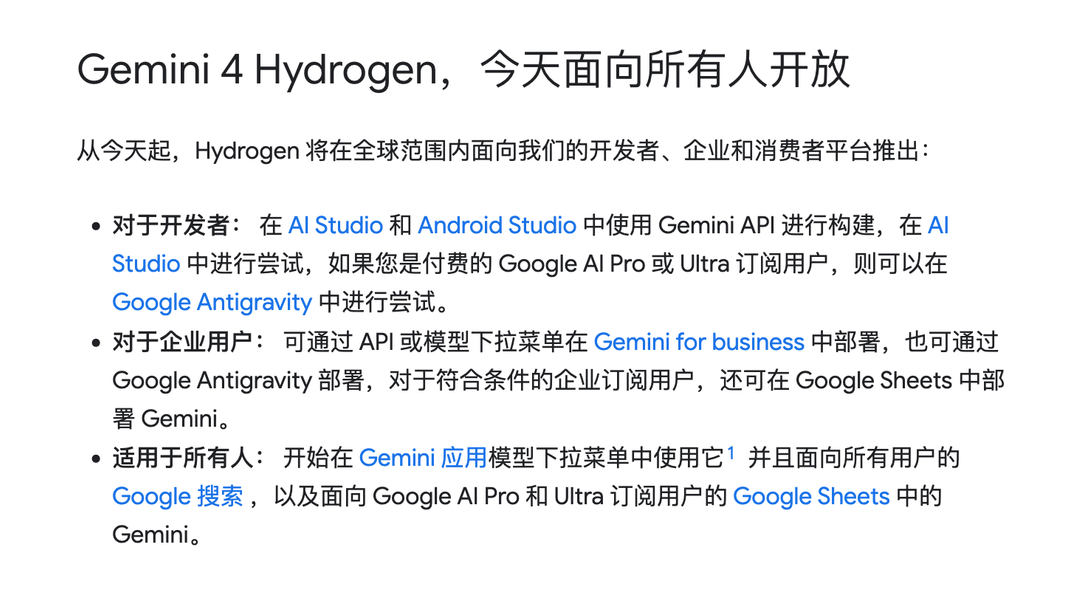 Gemini 4 Hydrogen，今天面向所有人开放
从今天起，Hydrogen 将在全球范围内面向我们的开发者、企业和消费者平台推出：
• 对于开发者： 在 AI Studio 和 Android Studio 中使用 Gemini API 进行构建，在 AI
Studio 中进行尝试，如果您是付费的 Google AI Pro 或 Ultra 订阅用户，则可以在
Google Antigravity 中进行尝试。
• 对于企业用户： 可通过 API 或模型下拉菜单在 Gemini for business 中部署，也可通过
Google Antigravity 部署，对于符合条件的企业订阅用户，还可在 Google Sheets 中部
署 Gemini。
• 适用于所有人： 开始在 Gemini 应用模型下拉菜单中使用它¹ 并且面向所有用户的
Google 搜索 ，以及面向 Google AI Pro 和 Ultra 订阅用户的 Google Sheets 中的
Gemini。